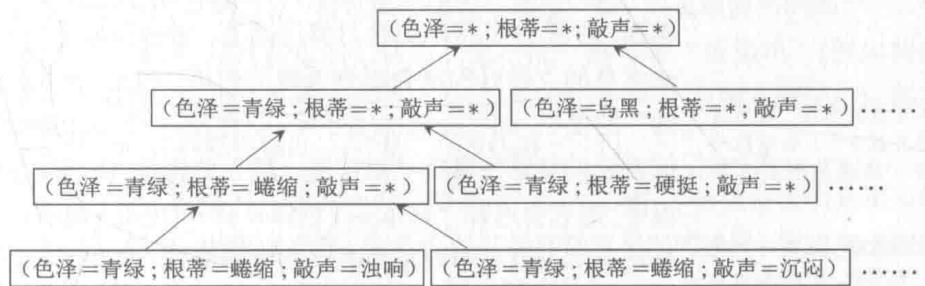 (色泽=*;根蒂=*;敲声=*)
(色泽=青绿;根蒂=*;敲声=*) (色泽=乌黑;根蒂=*;敲声=*) ……
(色泽=青绿;根蒂=蜷缩;敲声=*) (色泽=青绿;根蒂=硬挺;敲声=*) ……
(色泽=青绿;根蒂=蜷缩;敲声=浊响) (色泽=青绿;根蒂=蜷缩;敲声=沉闷) ……